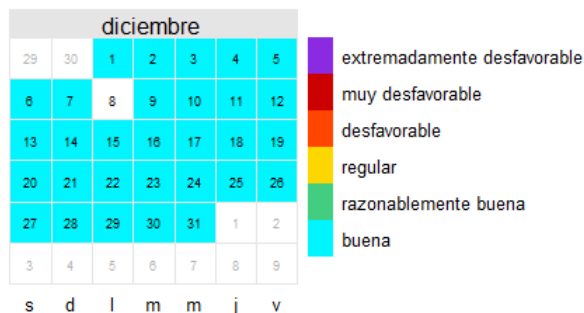 diciembre
29 30 1 2 3 4 5
6 7 8 9 10 11 12
13 14 15 16 17 18 19
20 21 22 23 24 25 26
27 28 29 30 31 1 2
3 4 5 6 7 8 9
s d l m m j v
extremadamente desfavorable
muy desfavorable
desfavorable
regular
razonablemente buena
buena